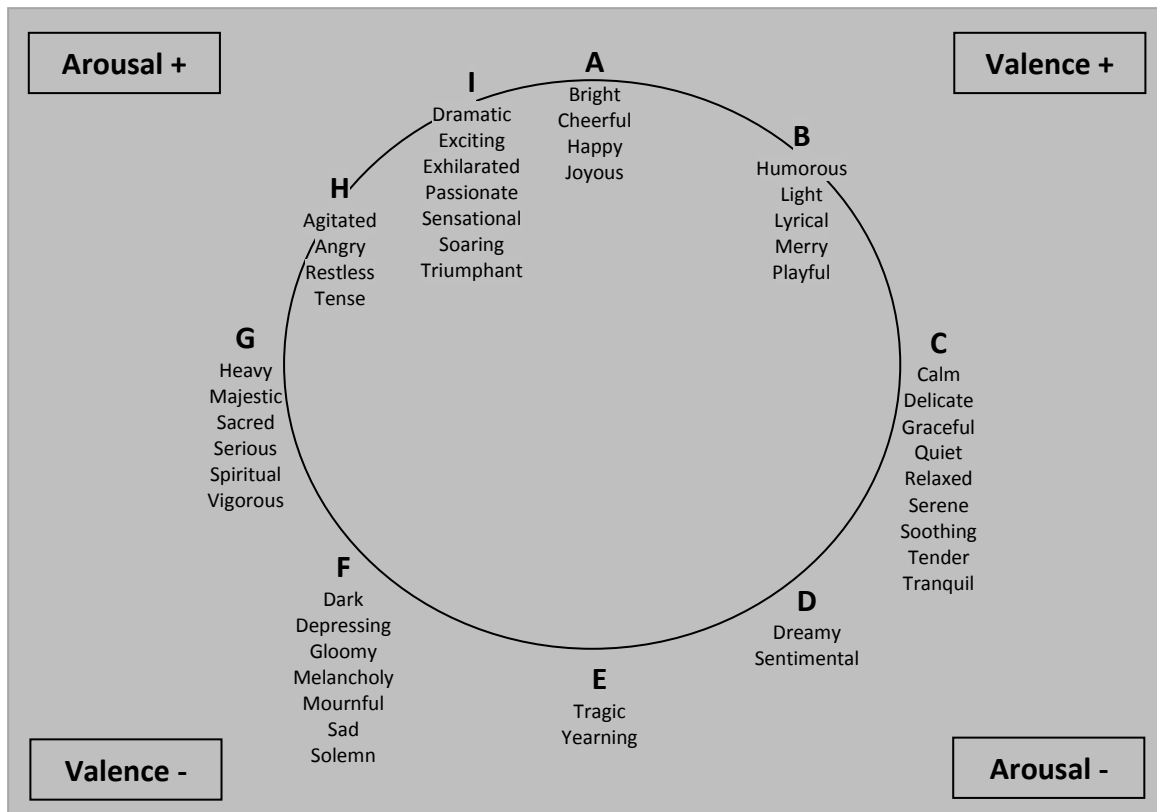 Arousal +
Valence +
A
Bright
Cheerful
Happy
Joyous
I
Dramatic
Exciting
Exhilarated
Passionate
Sensational
Soaring
Triumphant
B
Humorous
Light
Lyrical
Merry
Playful
H
Agitated
Angry
Restless
Tense
G
Heavy
Majestic
Sacred
Serious
Spiritual
Vigorous
C
Calm
Delicate
Graceful
Quiet
Relaxed
Serene
Soothing
Tender
Tranquil
F
Dark
Depressing
Gloomy
Melancholy
Mournful
Sad
Solemn
D
Dreamy
Sentimental
E
Tragic
Yearning
Valence -
Arousal -